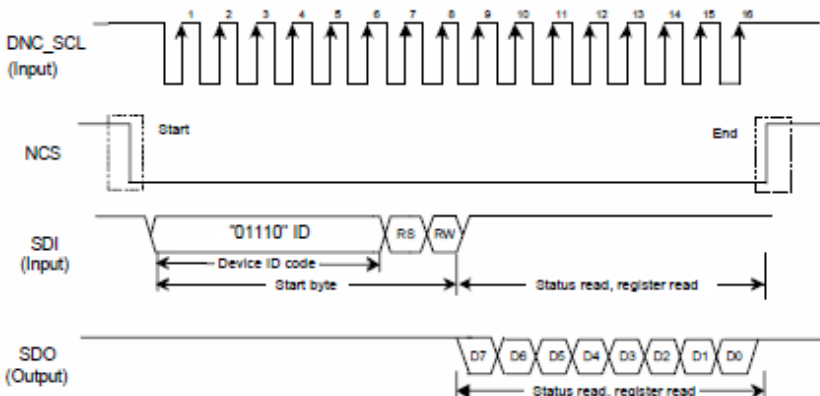 1 2 3 4 5 6 7 8 9 10 11 12 13 14 15 16
DNC_SCL
(Input)
Start
End
NCS
"01110" ID
RS
RW
SDI
(Input)
Device ID code
Start byte
Status read, register read
SDO
(Output)
D7 D6 D5 D4 D3 D2 D1 D0
Status read, register read